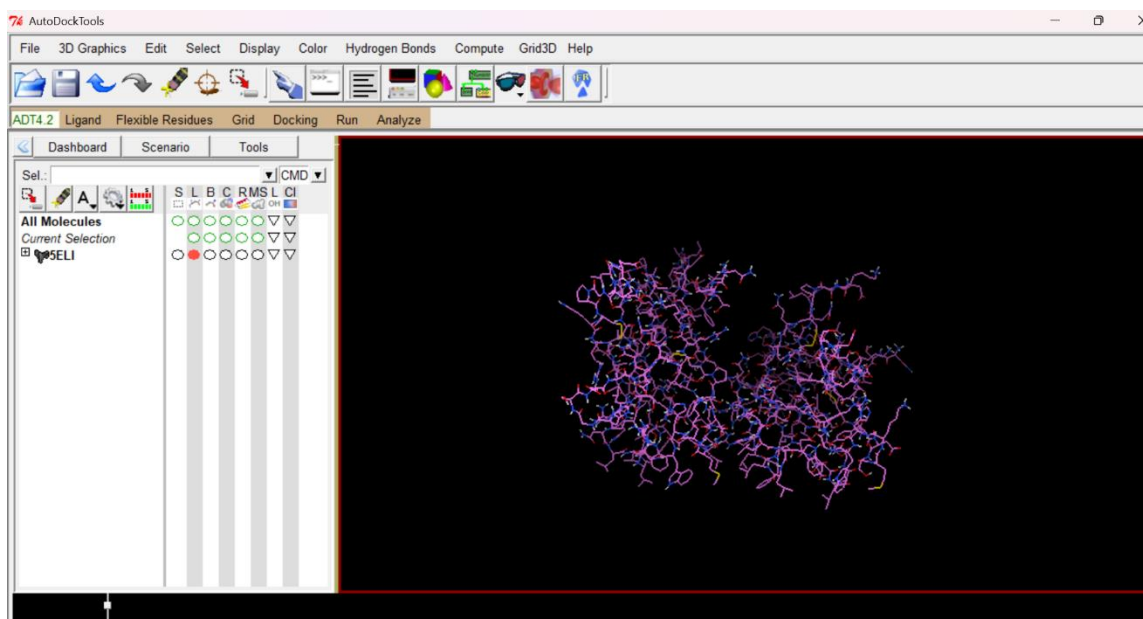 AutoDockTools
File 3D Graphics Edit Select Display Color Hydrogen Bonds Compute Grid3D Help
ADT4.2 Ligand Flexible Residues Grid Docking Run Analyze
Dashboard Scenario Tools
Sel.: CMD
A S L B C R MS L Cl
All Molecules
Current Selection
5ELI